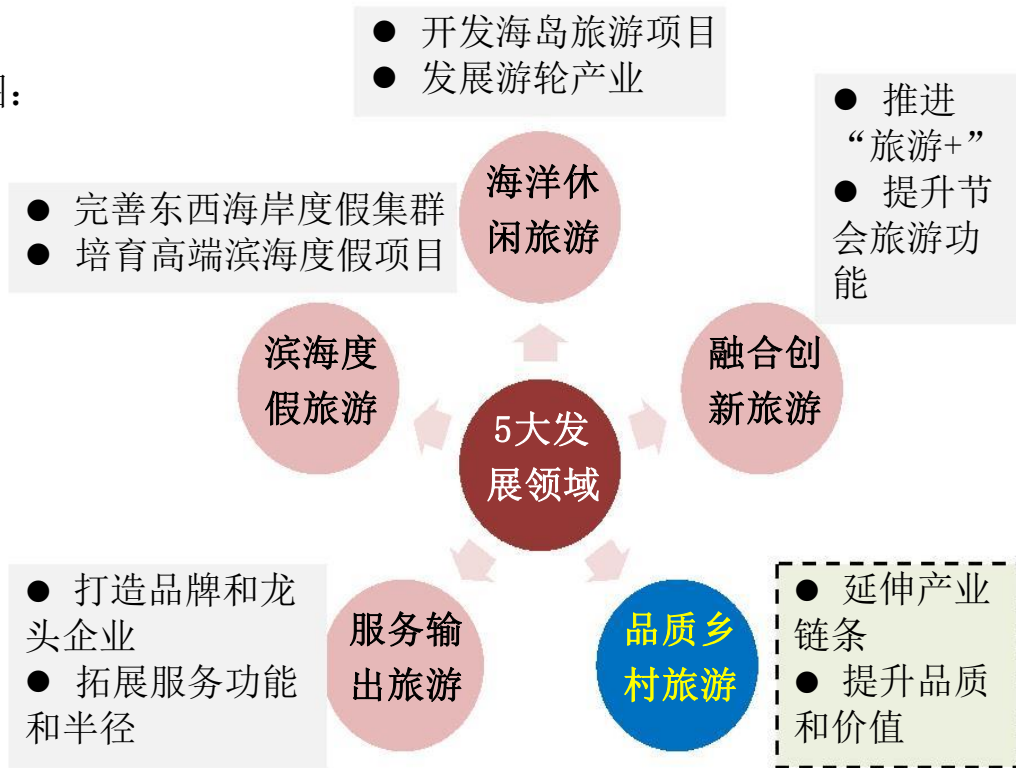 ● 开发海岛旅游项目
● 发展游轮产业
：
● 推进
“旅游+”
● 提升节
会旅游功
能
海洋休
闲旅游
● 完善东西海岸度假集群
● 培育高端滨海度假项目
滨海度
假旅游
融合创
新旅游
5大发
展领域
● 打造品牌和龙
头企业
● 拓展服务功能
和半径
服务输
出旅游
品质乡
村旅游
● 延伸产业
链条
● 提升品质
和价值